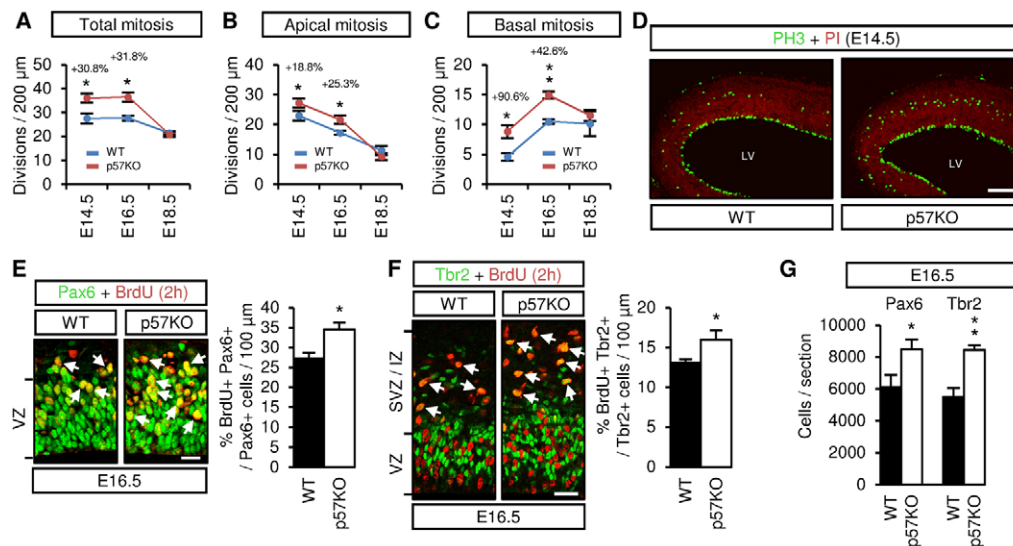 A
Total mitosis
Divisions / 200 µm
50
40
30
20
10
0
+30.8%
+31.8%
*
*
WT
p57KO
E14.5
E16.5
E18.5
B
Apical mitosis
Divisions / 200 µm
40
30
20
10
0
+18.8%
+25.3%
*
*
WT
p57KO
E14.5
E16.5
E18.5
C
Basal mitosis
Divisions / 200 µm
20
15
10
5
0
+90.6%
+42.6%
*
*
*
WT
p57KO
E14.5
E16.5
E18.5
D
PH3 + PI (E14.5)
LV
LV
WT
p57KO
E
Pax6 + BrdU (2h)
WT
p57KO
VZ
E16.5
% BrdU+ Pax6+
/ Pax6+ cells / 100 µm
40
35
30
25
20
15
10
5
0
*
WT
p57KO
F
Tbr2 + BrdU (2h)
WT
p57KO
SVZ / IZ
VZ
E16.5
% BrdU+ Tbr2+
/ Tbr2+ cells / 100 µm
20
15
10
5
0
*
WT
p57KO
G
E16.5
Pax6
Tbr2
Cells / section
10000
8000
6000
4000
2000
0
*
*
*
WT
p57KO
WT
p57KO